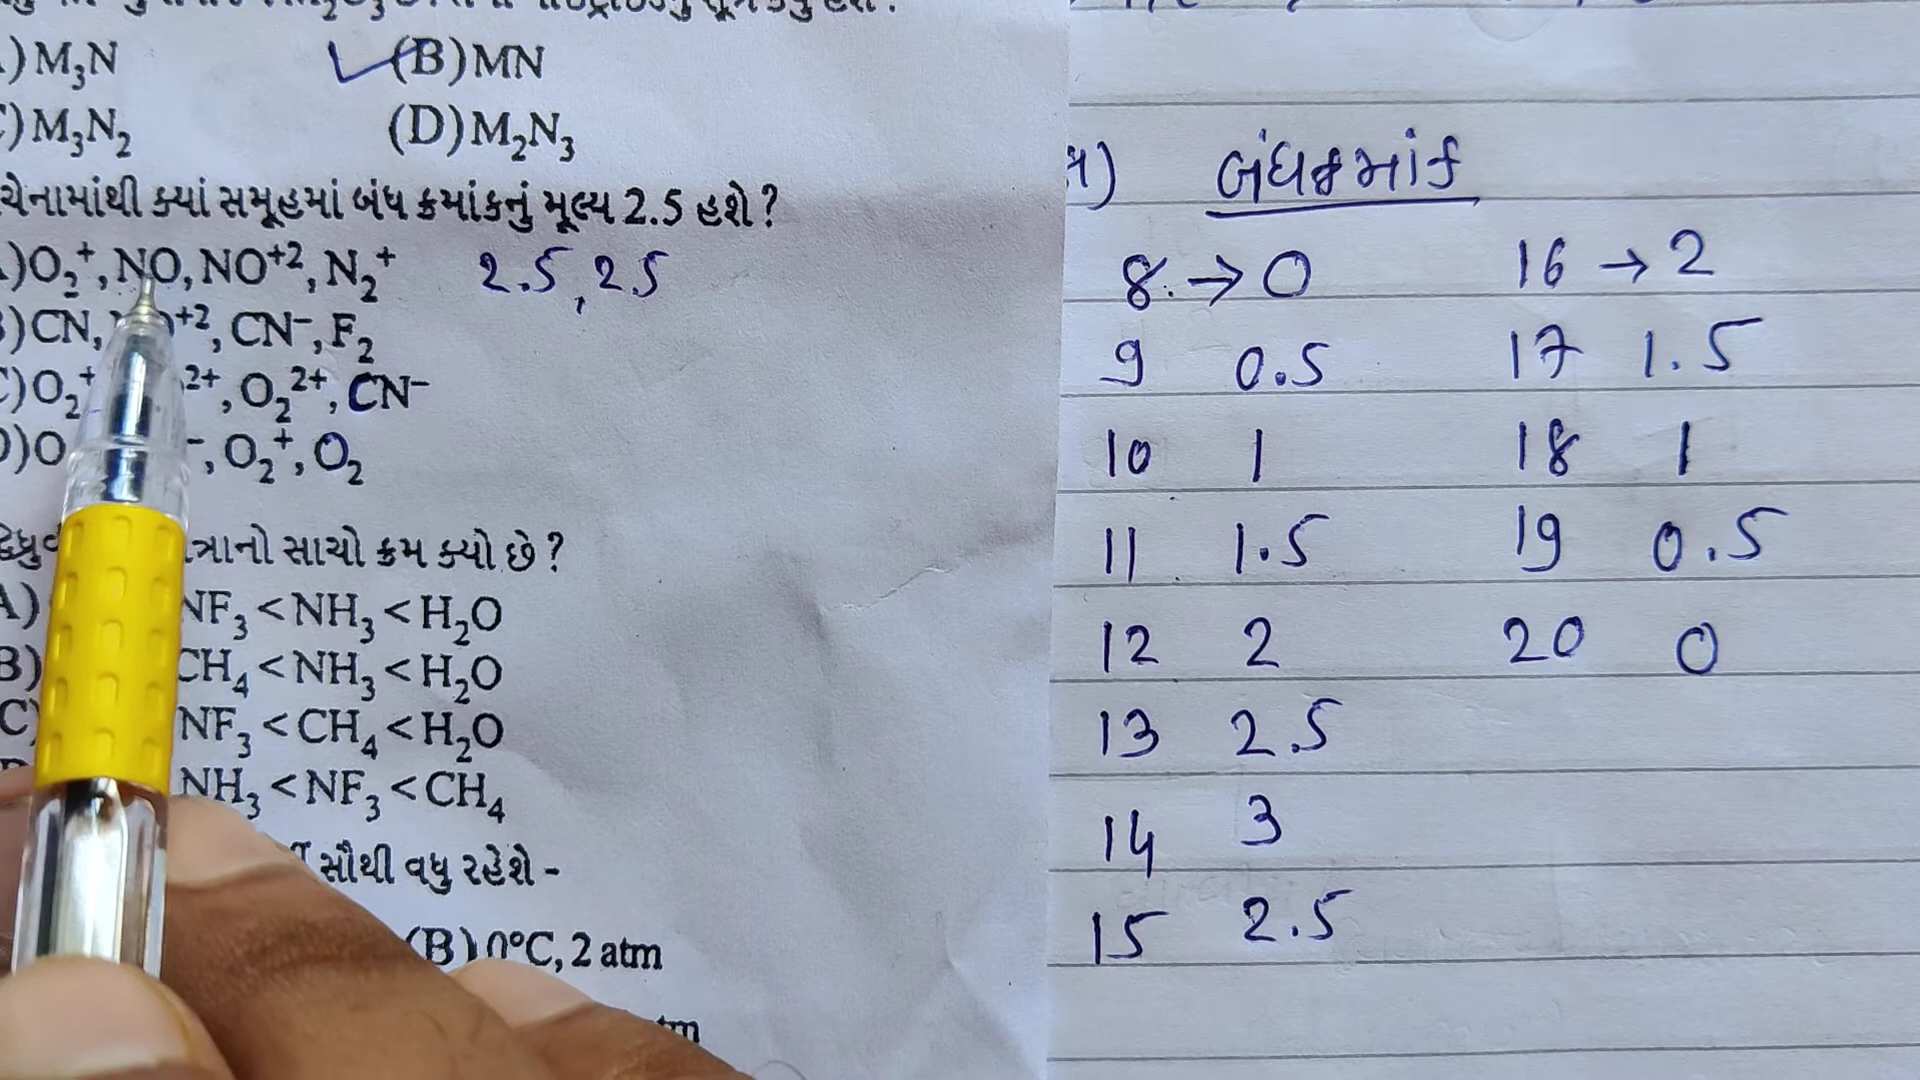 )M₃N (B)MN
)M₃N₂ (D)M₂N₃
ચેનામાંથી ક્યાં સમૂહમાં બંધ ક્રમાંકનું મૂલ્ય 2.5 હશે ?
)O₂⁺, NO, NO⁺², N₂⁺ 2.5, 2.5
)CN, ⁺², CN⁻, F₂
)O₂⁺ ²⁺, O₂²⁺, CN⁻
)O ⁻, O₂⁺, O₂
સાચો ક્રમ ક્યો છે ?
A) NF₃ < NH₃ < H₂O
B) CH₄ < NH₃ < H₂O
C) NF₃ < CH₄ < H₂O
NH₃ < NF₃ < CH₄
સૌથી વધુ રહેશે -
(B) 0°C, 2 atm
બંધક્રમાંક
8 → 0 16 → 2
9 0.5 17 1.5
10 1 18 1
11 1.5 19 0.5
12 2 20 0
13 2.5
14 3
15 2.5